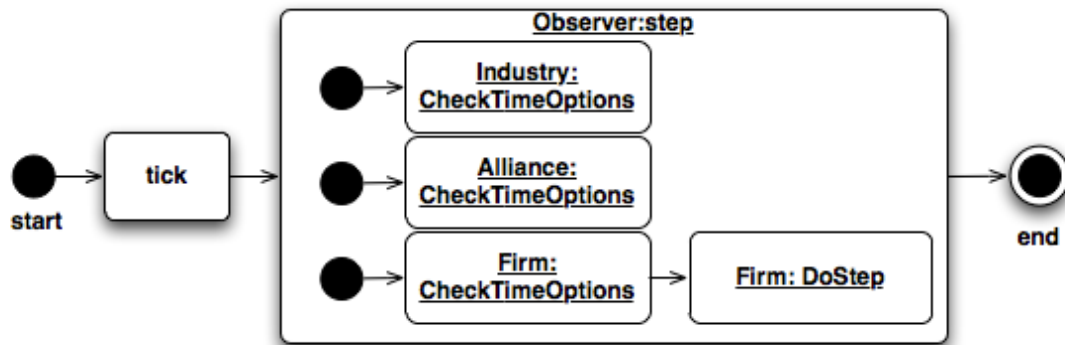 Observer:step
Industry:
CheckTimeOptions
tick
Alliance:
CheckTimeOptions
start
end
Firm:
CheckTimeOptions
Firm: DoStep